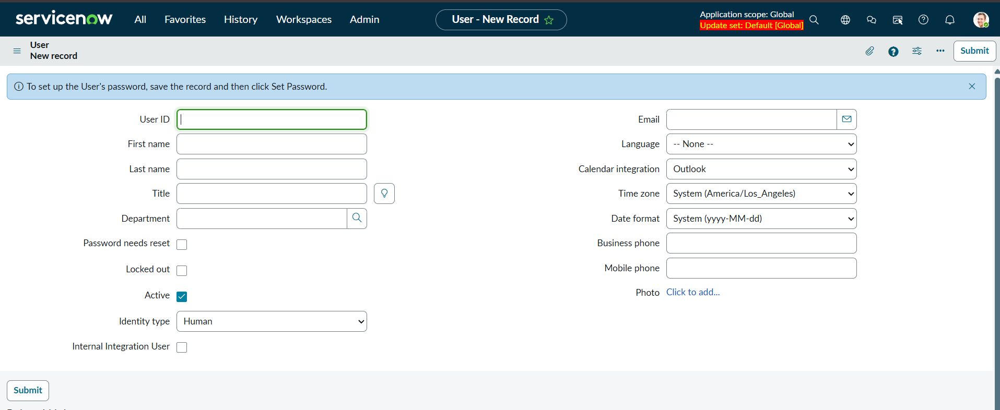 servicenow
All
Favorites
History
Workspaces
Admin
User - New Record
Application scope: Global
Update set: Default [Global]
User
New record
Submit
To set up the User's password, save the record and then click Set Password.
User ID
First name
Last name
Title
Department
Password needs reset
Locked out
Active
Identity type
Human
Internal Integration User
Email
Language
-- None --
Calendar integration
Outlook
Time zone
System (America/Los_Angeles)
Date format
System (yyyy-MM-dd)
Business phone
Mobile phone
Photo
Click to add...
Submit